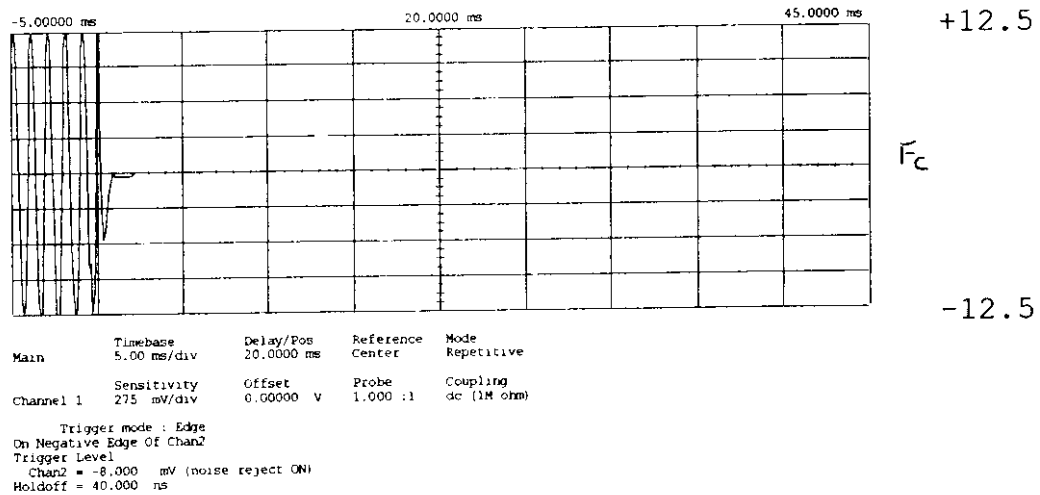 -5.00000 ms 20.0000 ms 45.0000 ms +12.5
Fc
-12.5
Timebase Delay/Pos Reference Mode
Main 5.00 ms/div 20.0000 ms Center Repetitive
Sensitivity Offset Probe Coupling
Channel 1 275 mV/div 0.00000 V 1.000 :1 dc (1M ohm)
Trigger mode : Edge
On Negative Edge Of Chan2
Trigger Level
Chan2 = -8.000 mV (noise reject ON)
Holdoff = 40.000 ns